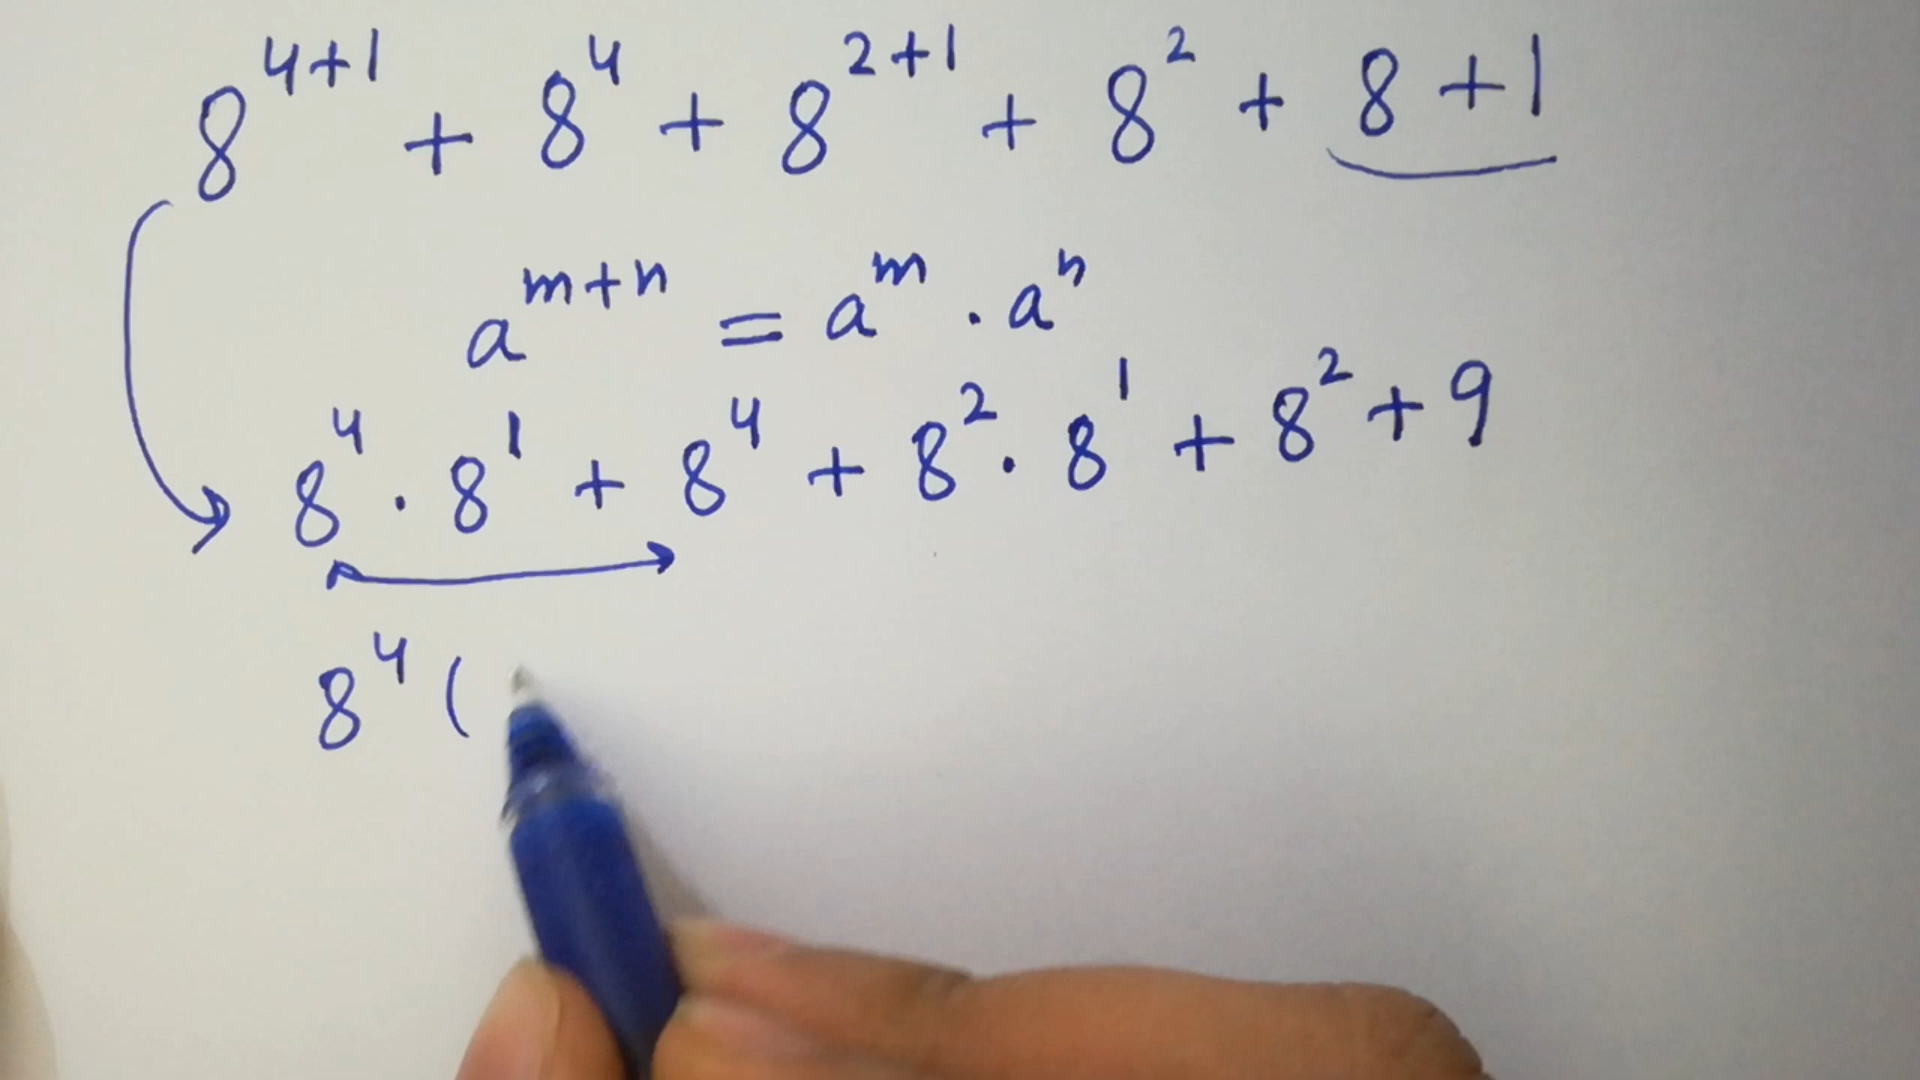 8^{4+1} + 8^4 + 8^{2+1} + 8^2 + 8 + 1
a^{m+n} = a^m . a^n
8^4 . 8^1 + 8^4 + 8^2 . 8^1 + 8^2 + 9
8^4 (